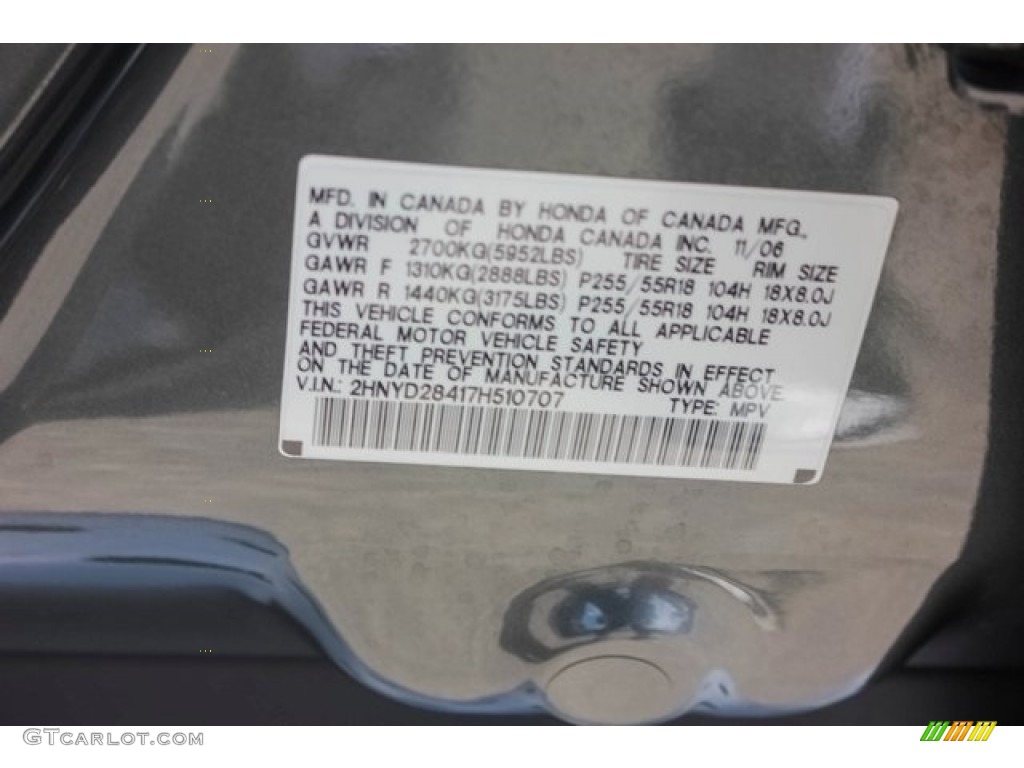 MFD. IN CANADA BY HONDA OF CANADA MFG.,
A DIVISION OF HONDA CANADA INC. 11/06
GVWR 2700KG(5952LBS) TIRE SIZE RIM SIZE
GAWR F 1310KG(2888LBS) P255/55R18 104H 18X8.0J
GAWR R 1440KG(3175LBS) P255/55R18 104H 18X8.0J
THIS VEHICLE CONFORMS TO ALL APPLICABLE
FEDERAL MOTOR VEHICLE SAFETY
AND THEFT PREVENTION STANDARDS IN EFFECT
ON THE DATE OF MANUFACTURE SHOWN ABOVE.
V.I.N.: 2HNYD28417H510707 TYPE: MPV
GTCARLOT.COM